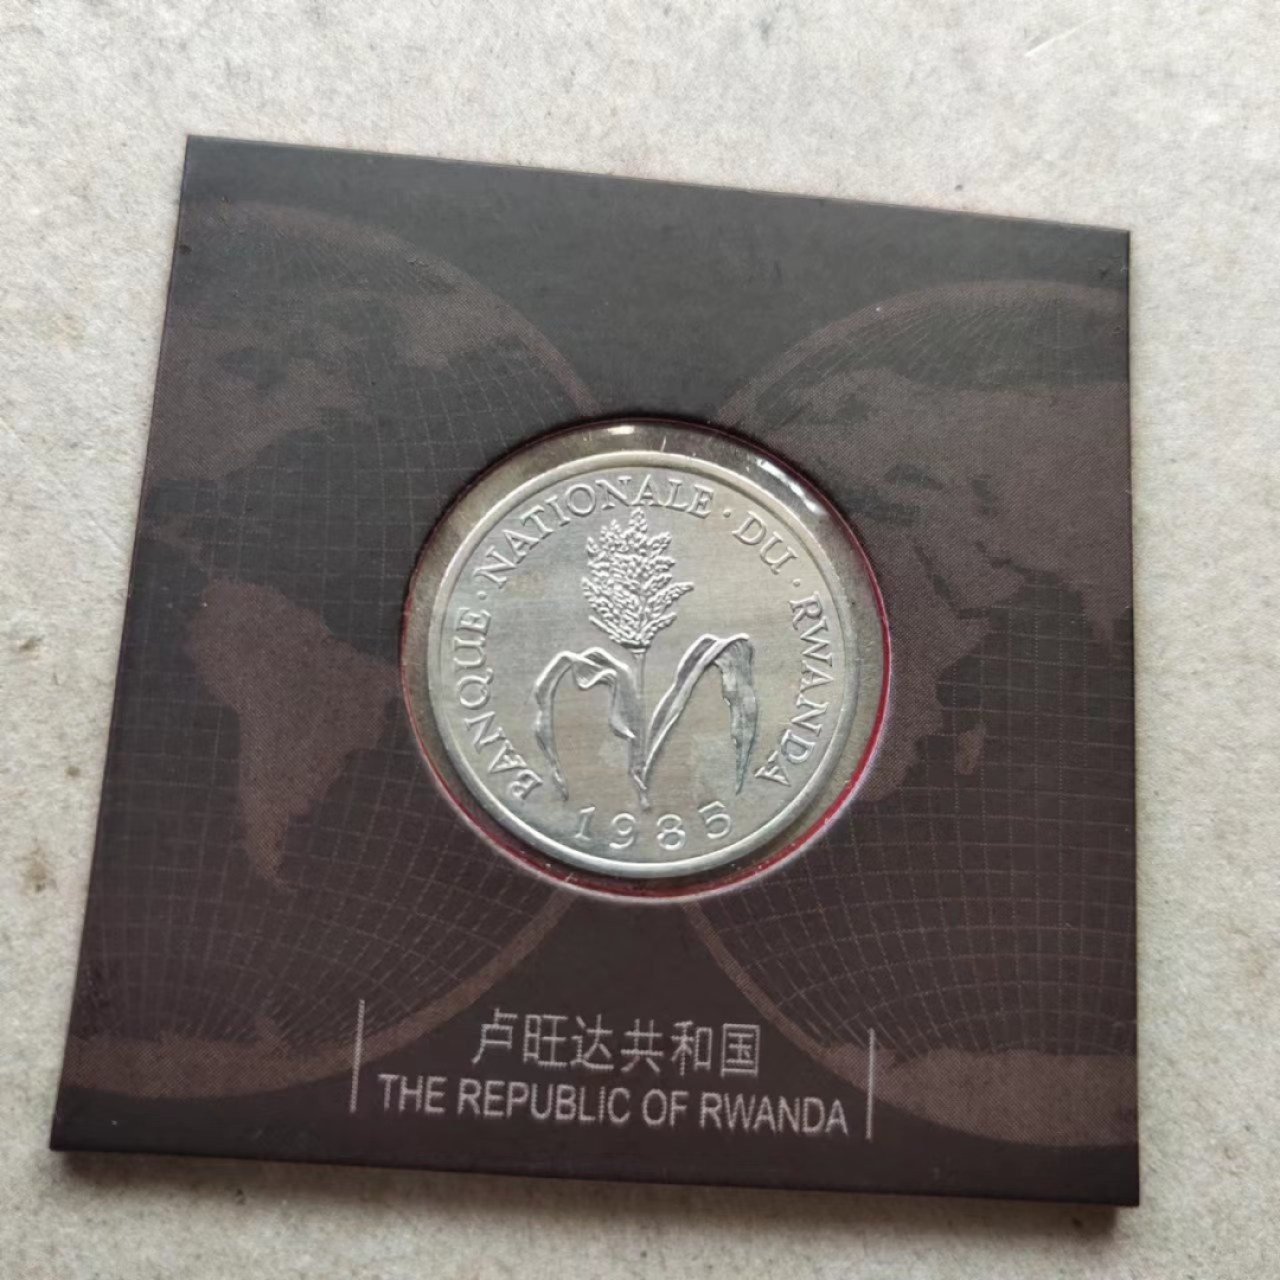 BANQUE · NATIONALE · DU · RWANDA
1985
卢旺达共和国
THE REPUBLIC OF RWANDA